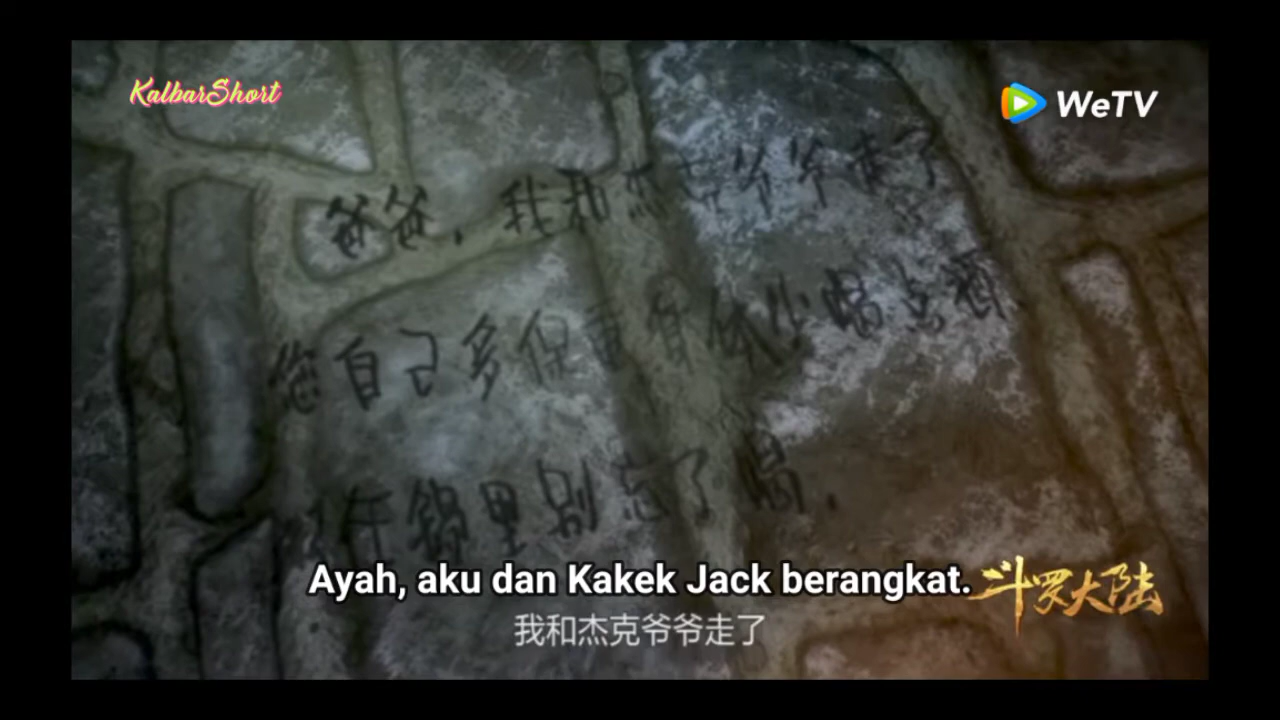 KalbarShort
WeTV
爸爸，我和杰克爷爷走了
您自己多保重身体少喝点酒
在锅里别忘了喝.
Ayah, aku dan Kakek Jack berangkat.
斗罗大陆
我和杰克爷爷走了